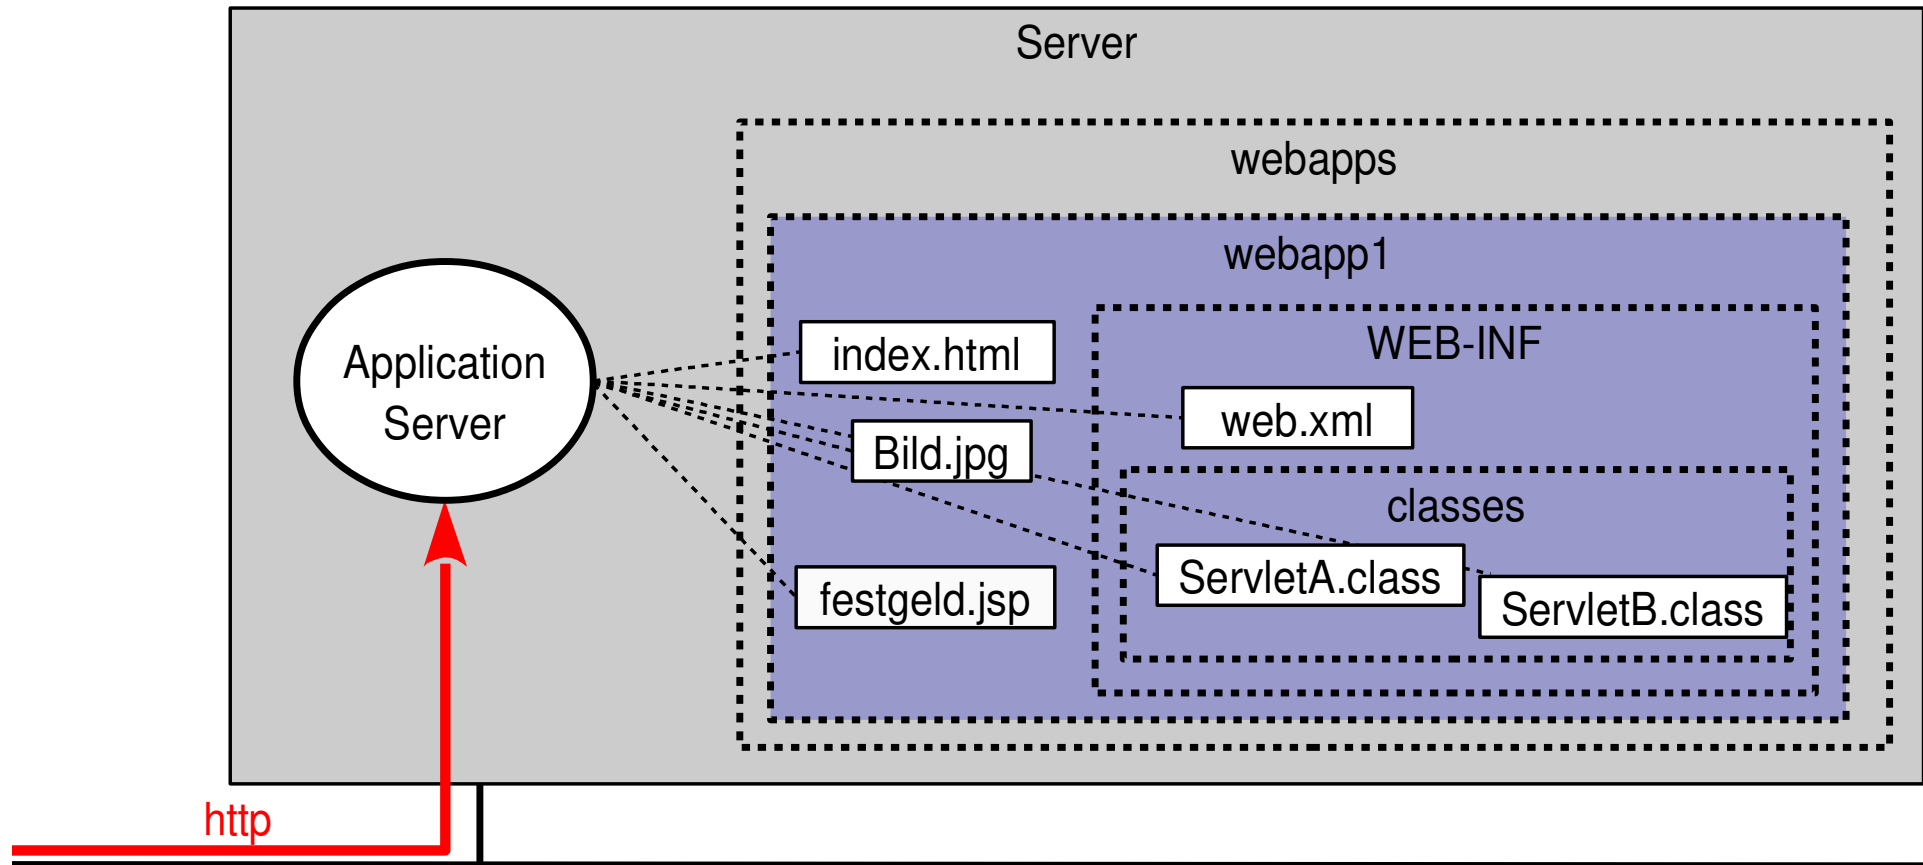 Server
webapps
webapp1
WEB-INF
index.html
Application
Server
web.xml
Bild.jpg
classes
ServletA.class
ServletB.class
festgeld.jsp
http